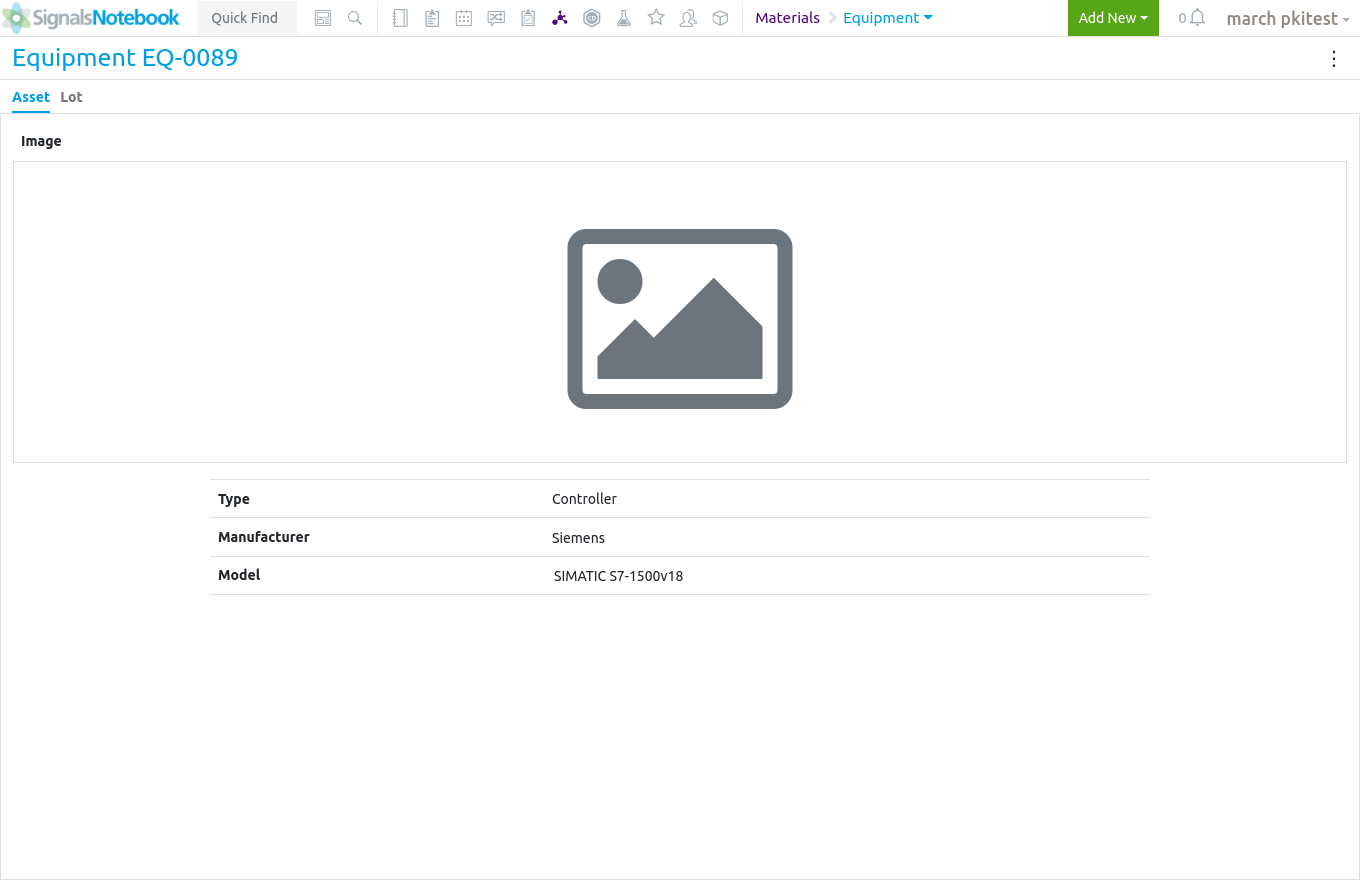 SignalsNotebook Quick Find Materials Equipment Add New 0 march pkitest
Equipment EQ-0089
Asset Lot
Image
Type Controller
Manufacturer Siemens
Model SIMATIC S7-1500v18